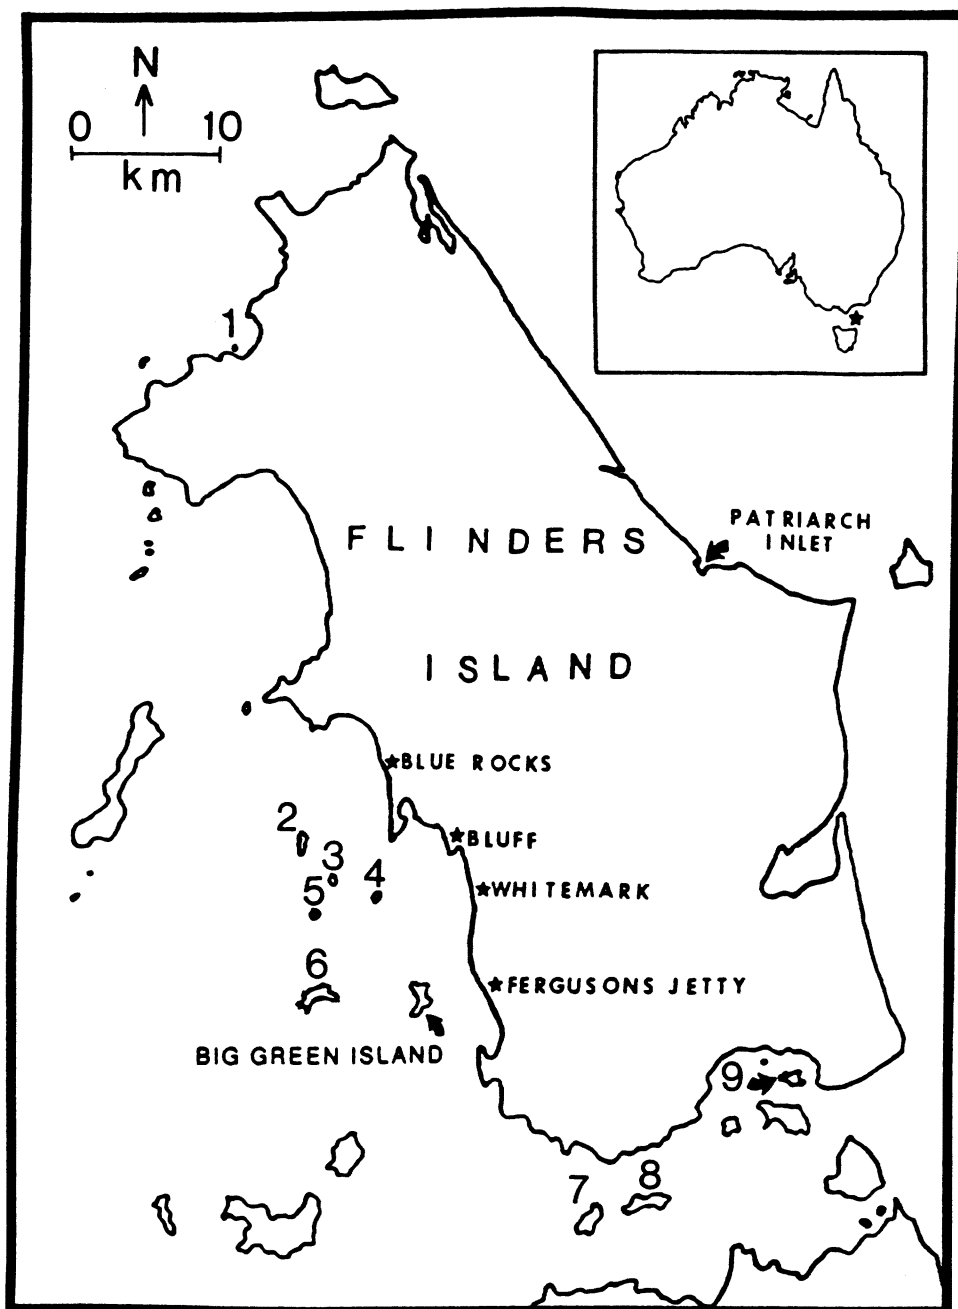 N
0 10
km
1
PATRIARCH
INLET
FLINDERS
ISLAND
BLUE ROCKS
2
BLUFF
3
4
5
WHITEMARK
6
FERGUSONS JETTY
BIG GREEN ISLAND
9
7
8